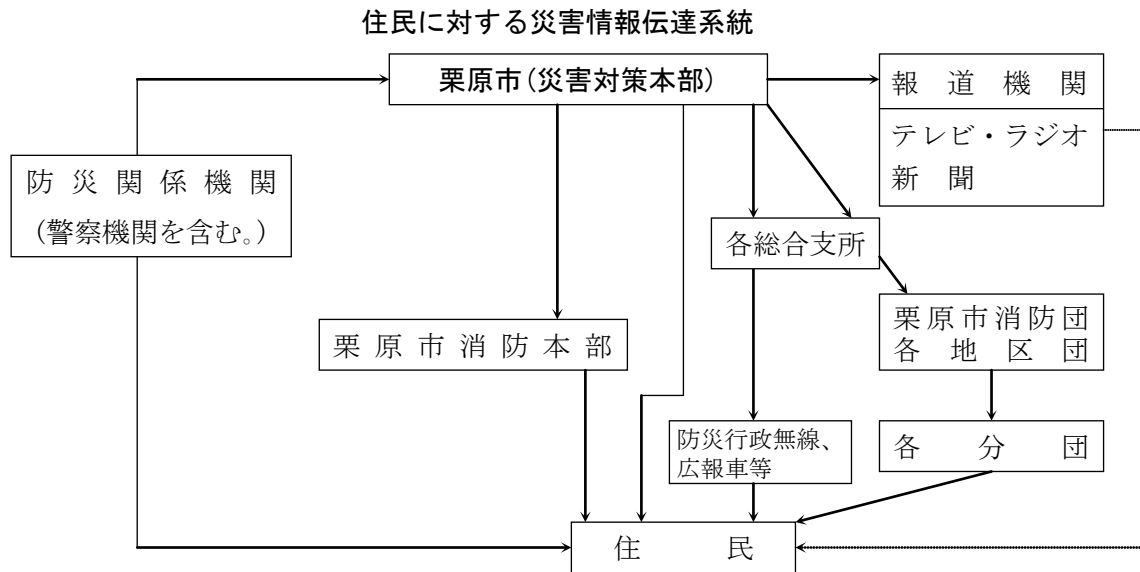 住民に対する災害情報伝達系統
栗原市(災害対策本部)
報道機関
テレビ・ラジオ
新聞
防災関係機関
(警察機関を含む。)
各総合支所
栗原市消防団
各地区団
栗原市消防本部
防災行政無線、
広報車等
各分団
住民